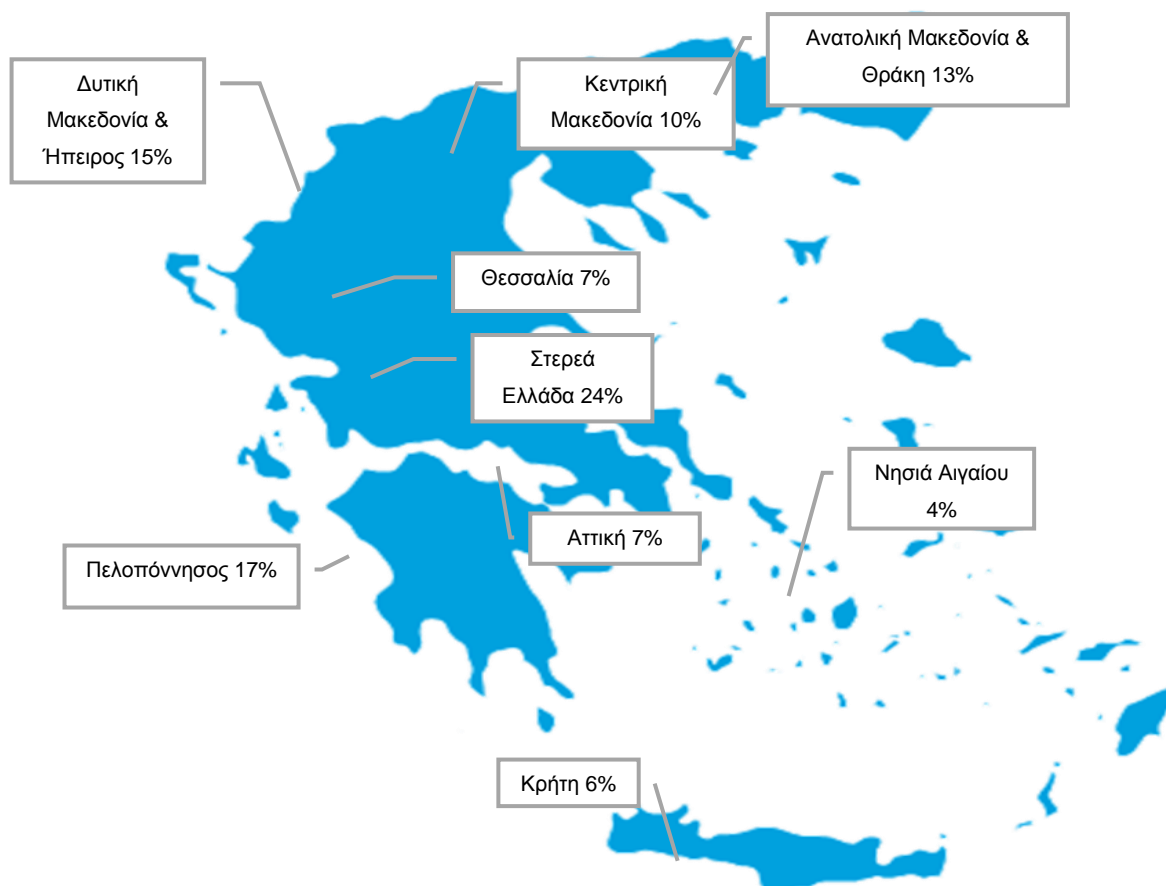 Ανατολική Μακεδονία &
Θράκη 13%
Δυτική
Μακεδονία &
Ήπειρος 15%
Κεντρική
Μακεδονία 10%
Θεσσαλία 7%
Στερεά
Ελλάδα 24%
Νησιά Αιγαίου
4%
Αττική 7%
Πελοπόννησος 17%
Κρήτη 6%